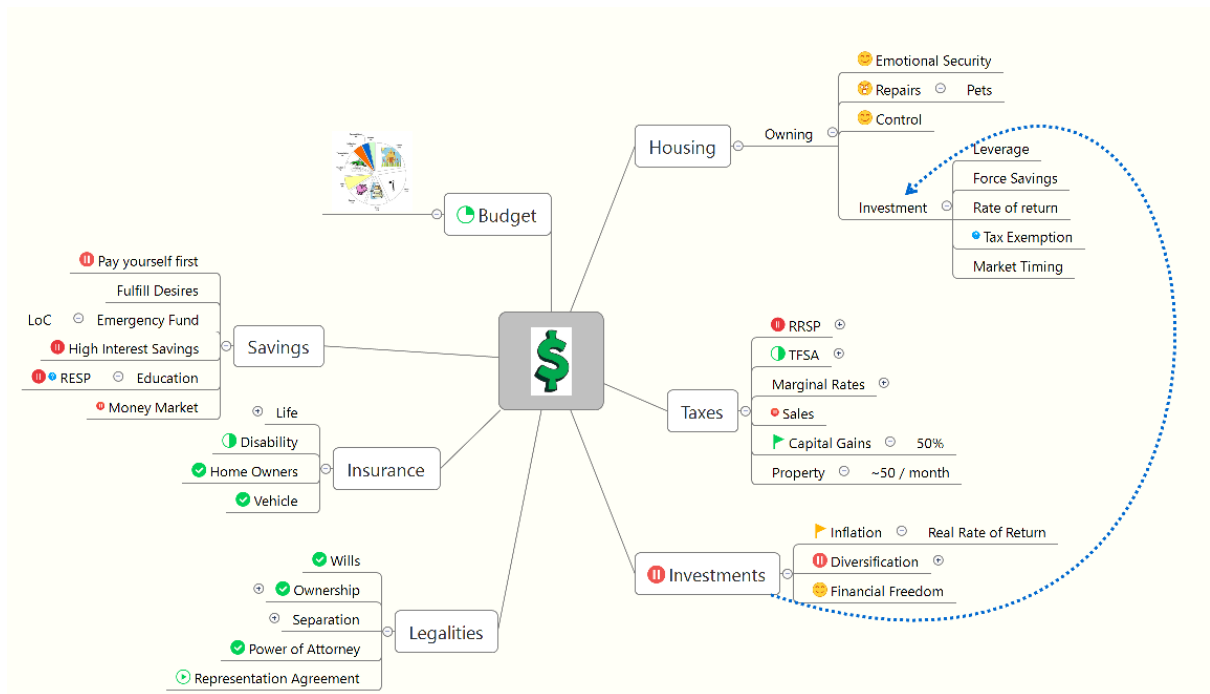 Housing
Owning
Emotional Security
Repairs
Pets
Control
Investment
Leverage
Force Savings
Rate of return
Tax Exemption
Market Timing
Budget
Savings
Pay yourself first
Fulfill Desires
LoC
Emergency Fund
High Interest Savings
RESP
Education
Money Market
Insurance
Life
Disability
Home Owners
Vehicle
Taxes
RRSP
TFSA
Marginal Rates
Sales
Capital Gains
50%
Property
~50 / month
Investments
Inflation
Real Rate of Return
Diversification
Financial Freedom
Legalities
Wills
Ownership
Separation
Power of Attorney
Representation Agreement